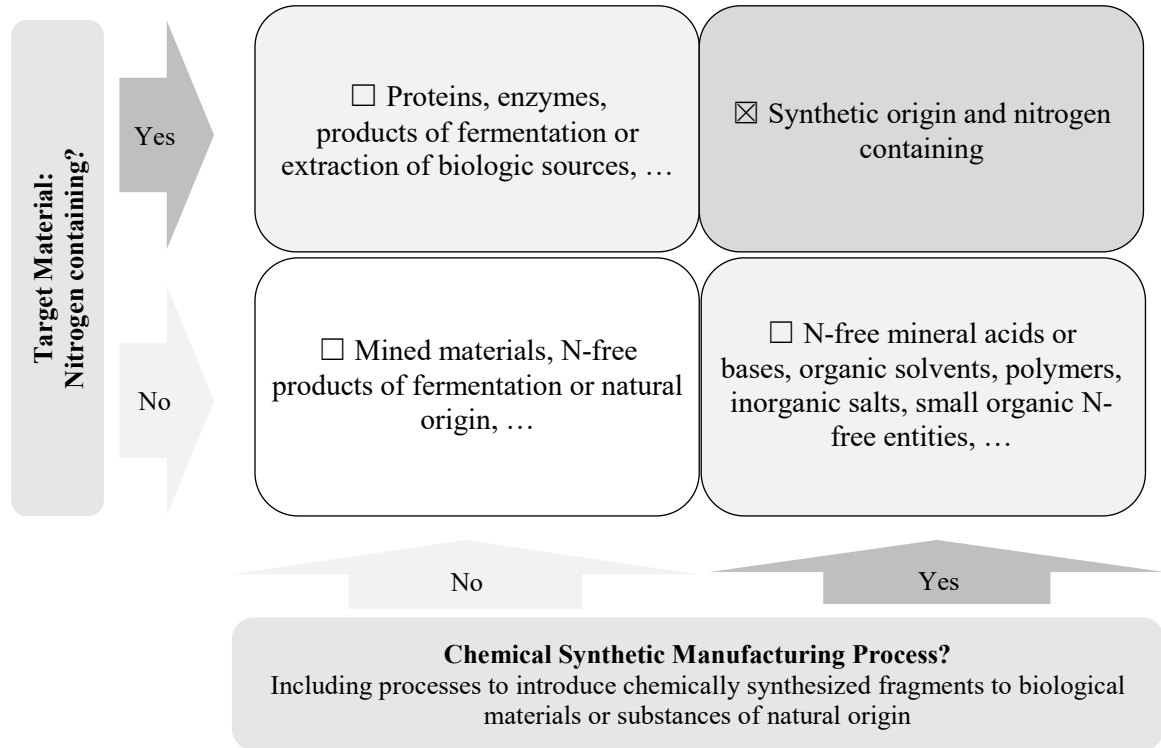 Target Material:
Nitrogen containing?
Yes
☐ Proteins, enzymes,
products of fermentation or
extraction of biologic sources, …
☒ Synthetic origin and nitrogen
containing
No
☐ Mined materials, N-free
products of fermentation or natural
origin, …
☐ N-free mineral acids or
bases, organic solvents, polymers,
inorganic salts, small organic N-
free entities, …
No
Yes
Chemical Synthetic Manufacturing Process?
Including processes to introduce chemically synthesized fragments to biological
materials or substances of natural origin